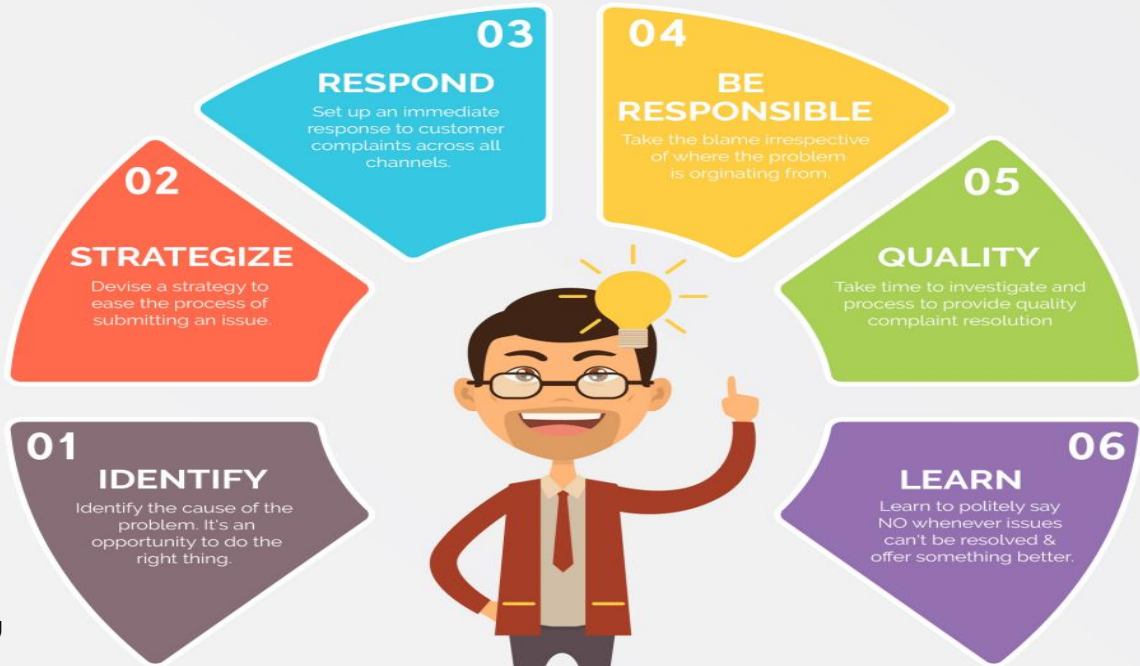 01
IDENTIFY
Identify the cause of the
problem. It's an
opportunity to do the
right thing.
02
STRATEGIZE
Devise a strategy to
ease the process of
submitting an issue.
03
RESPOND
Set up an immediate
response to customer
complaints across all
channels.
04
BE
RESPONSIBLE
Take the blame irrespective
of where the problem
is orginating from.
05
QUALITY
Take time to investigate and
process to provide quality
complaint resolution
06
LEARN
Learn to politely say
NO whenever issues
can't be resolved &
offer something better.